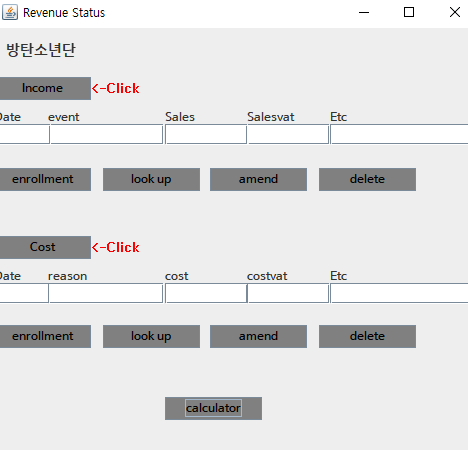 Revenue Status
방탄소년단
Income <-Click
Date event Sales Salesvat Etc
enrollment look up amend delete
Cost <-Click
Date reason cost costvat Etc
enrollment look up amend delete
calculator